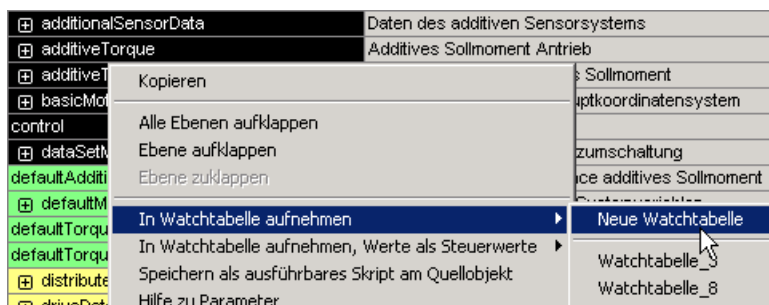 additionalSensorData Daten des additiven Sensorsystems
additiveTorque Additives Sollmoment Antrieb
additiveT Sollmoment
basicMot uptkoordinatensystem
control
dataSetM zumschaltung
defaultAdditi ce additives Sollmoment
defaultM
defaultTorqu
defaultTorqu
distribute
Kopieren
Alle Ebenen aufklappen
Ebene aufklappen
Ebene zuklappen
In Watchtabelle aufnehmen
In Watchtabelle aufnehmen, Werte als Steuerwerte
Speichern als ausführbares Skript am Quellobjekt
Hilfe zu Parameter
Neue Watchtabelle
Watchtabelle_3
Watchtabelle_8